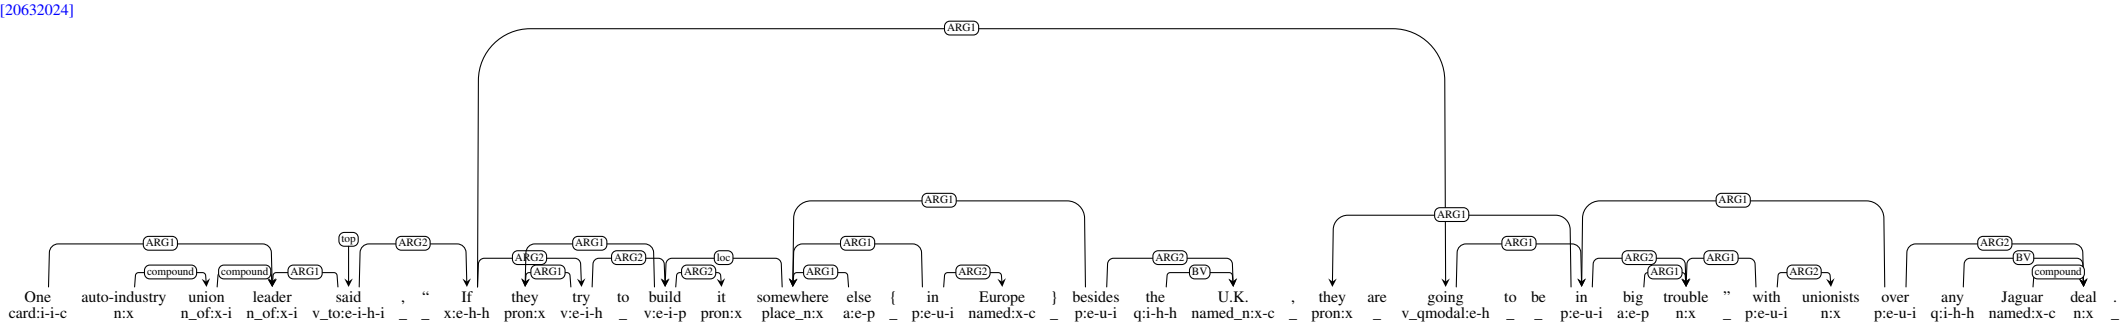 [20632024]
ARG1
ARG1 ARG1
ARG1
top ARG1 ARG2 ARG1 ARG1 ARG1
ARG2 ARG2 loc ARG2 ARG2 ARG2
compound compound ARG1 ARG1 ARG2 ARG1 ARG2 BV ARG1 ARG1 ARG2 BV compound
One auto-industry union leader said , “ If they try to build it somewhere else { in Europe } besides the U.K. , they are going to be in big trouble ” with unionists over any Jaguar deal .
card:i-i-c n:x n_of:x-i n_of:x-i v_to:e-i-h-i _ _ x:e-h-h pron:x v:e-i-h _ v:e-i-p pron:x place_n:x a:e-p _ p:e-u-i named:x-c _ p:e-u-i q:i-h-h named_n:x-c _ pron:x _ v_qmodal:e-h _ _ p:e-u-i a:e-p n:x _ p:e-u-i n:x p:e-u-i q:i-h-h named:x-c n:x _